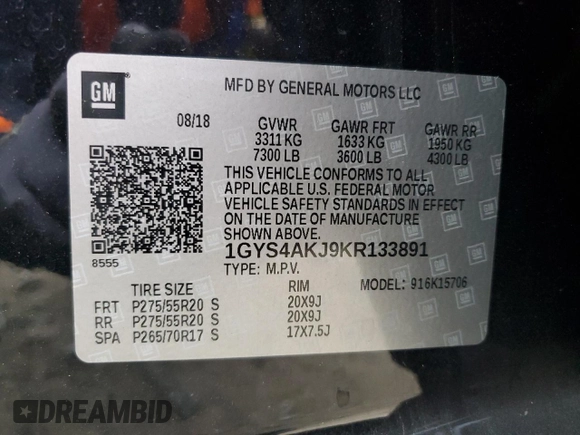 GM
MFD BY GENERAL MOTORS LLC
08/18
GVWR GAWR FRT GAWR RR
3311 KG 1633 KG 1950 KG
7300 LB 3600 LB 4300 LB
THIS VEHICLE CONFORMS TO ALL
APPLICABLE U.S. FEDERAL MOTOR
VEHICLE SAFETY STANDARDS IN EFFECT
ON THE DATE OF MANUFACTURE
SHOWN ABOVE.
8555
1GYS4AKJ9KR133891
TYPE: M.P.V. MODEL: 916K15706
TIRE SIZE RIM
FRT P275/55R20 S 20X9J
RR P275/55R20 S 20X9J
SPA P265/70R17 S 17X7.5J
DREAMBID